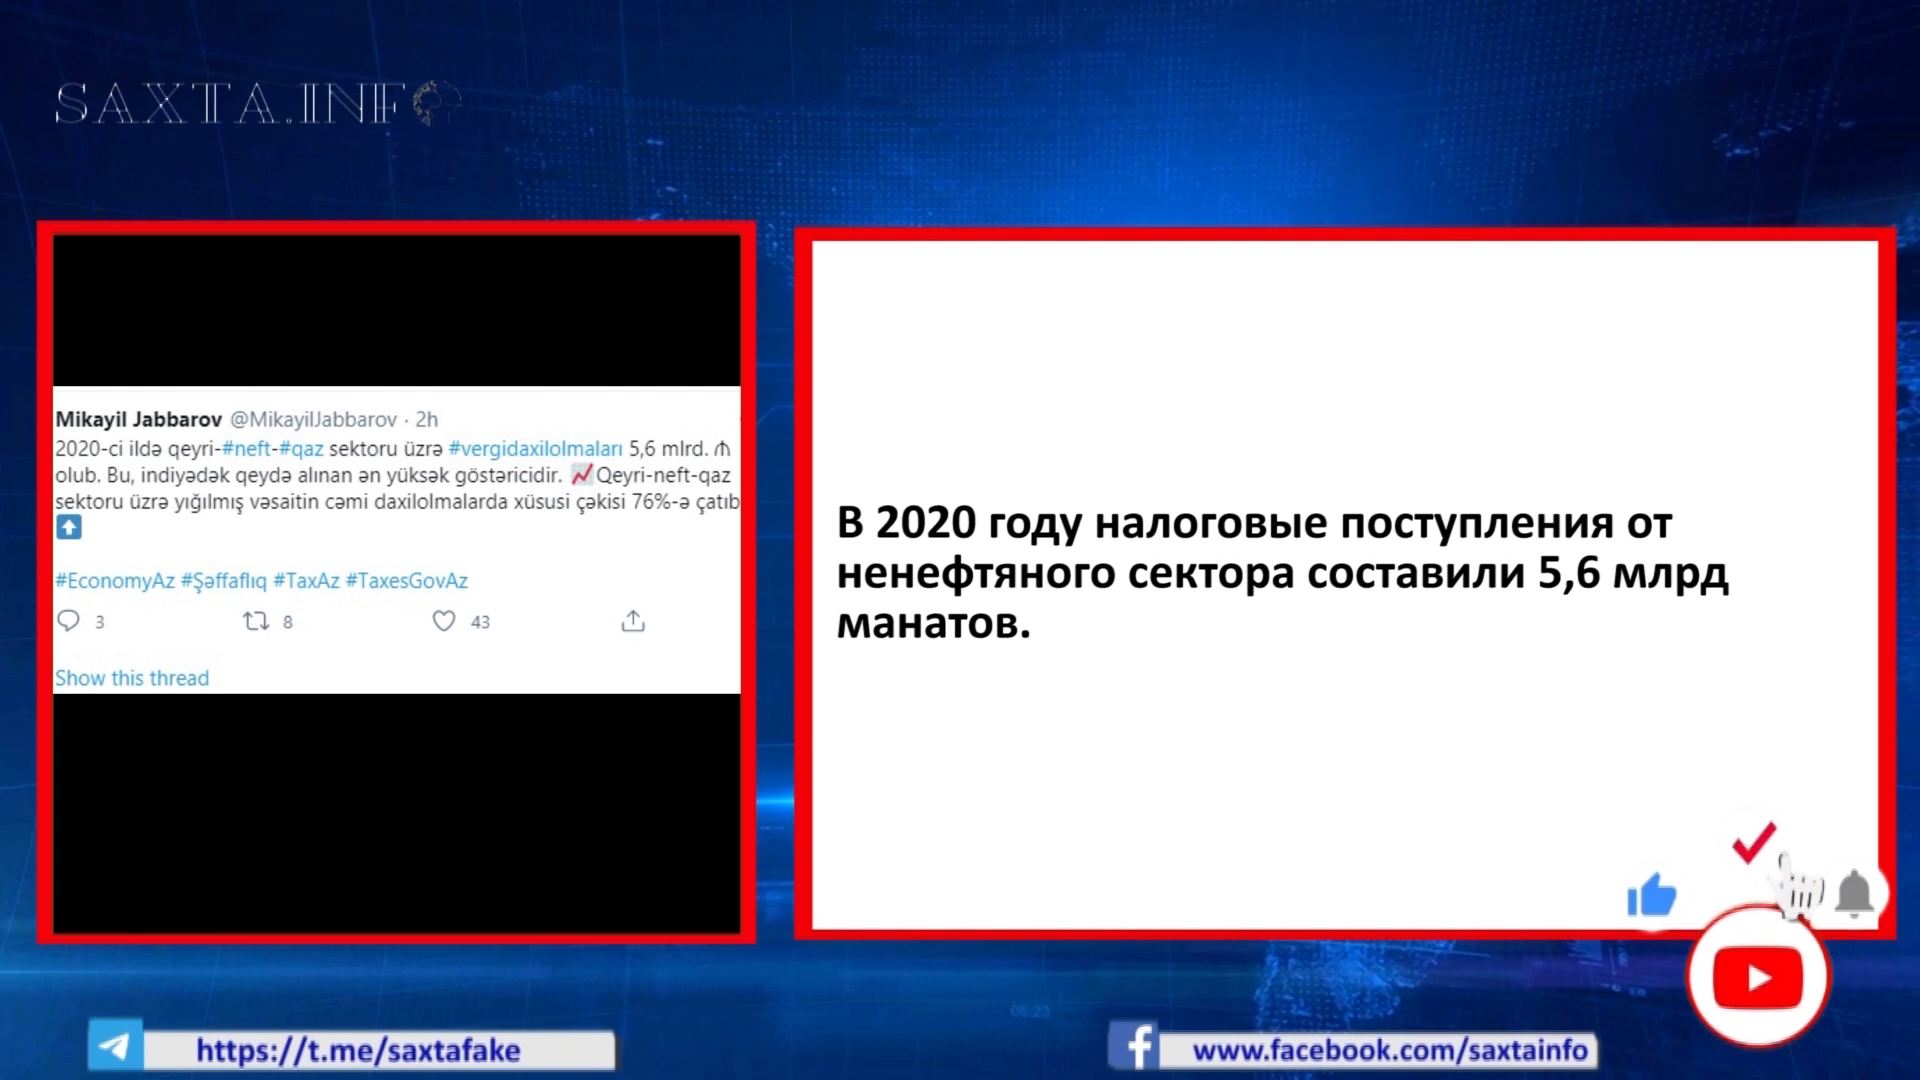 SAXTA.INFO
Mikayil Jabbarov @MikayilJabbarov · 2h
2020-ci ildə qeyri-#neft-#qaz sektoru üzrə #vergidaxilolmaları 5,6 mlrd. ₼
olub. Bu, indiyədək qeydə alınan ən yüksək göstəricidir. 📈Qeyri-neft-qaz
sektoru üzrə yığılmış vəsaitin cəmi daxilolmalarda xüsusi çəkisi 76%-ə çatıb
⬆
#EconomyAz #Şəffaflıq #TaxAz #TaxesGovAz
3 8 43
Show this thread
В 2020 году налоговые поступления от
ненефтяного сектора составили 5,6 млрд
манатов.
https://t.me/saxtafake
www.facebook.com/saxtainfo